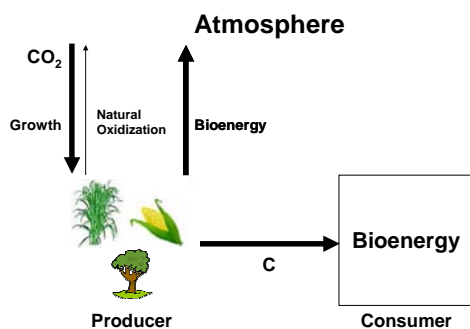 Atmosphere
CO₂
Growth
Natural
Oxidization
Bioenergy
Bioenergy
C
Producer
Consumer